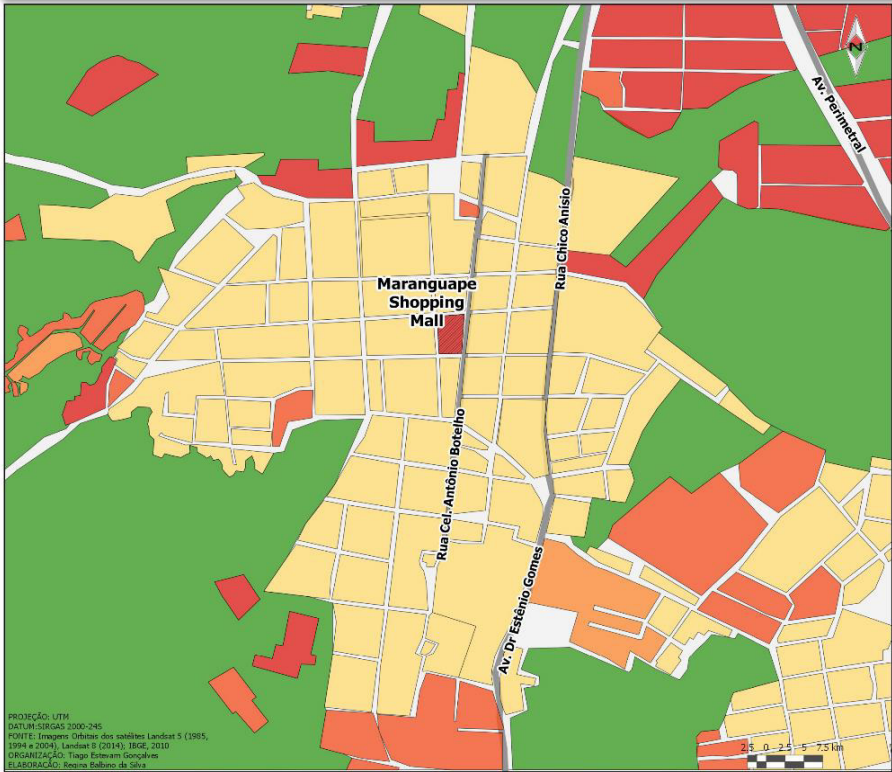 N
Av. Perimetral
Rua Chico Anísio
Maranguape
Shopping
Mall
Rua Cel. Antônio Botelho
Av. Dr Estênio Gomes
PROJEÇÃO: UTM
DATUM:SIRGAS 2000-24S
FONTE: Imagens Orbitais dos satélites Landsat 5 (1985,
1994 e 2004), Landsat 8 (2014); IBGE, 2010
ORGANIZAÇÃO: Tiago Estevam Gonçalves
ELABORAÇÃO: Regina Balbino da Silva
2.5 0 2.5 5 7.5 km